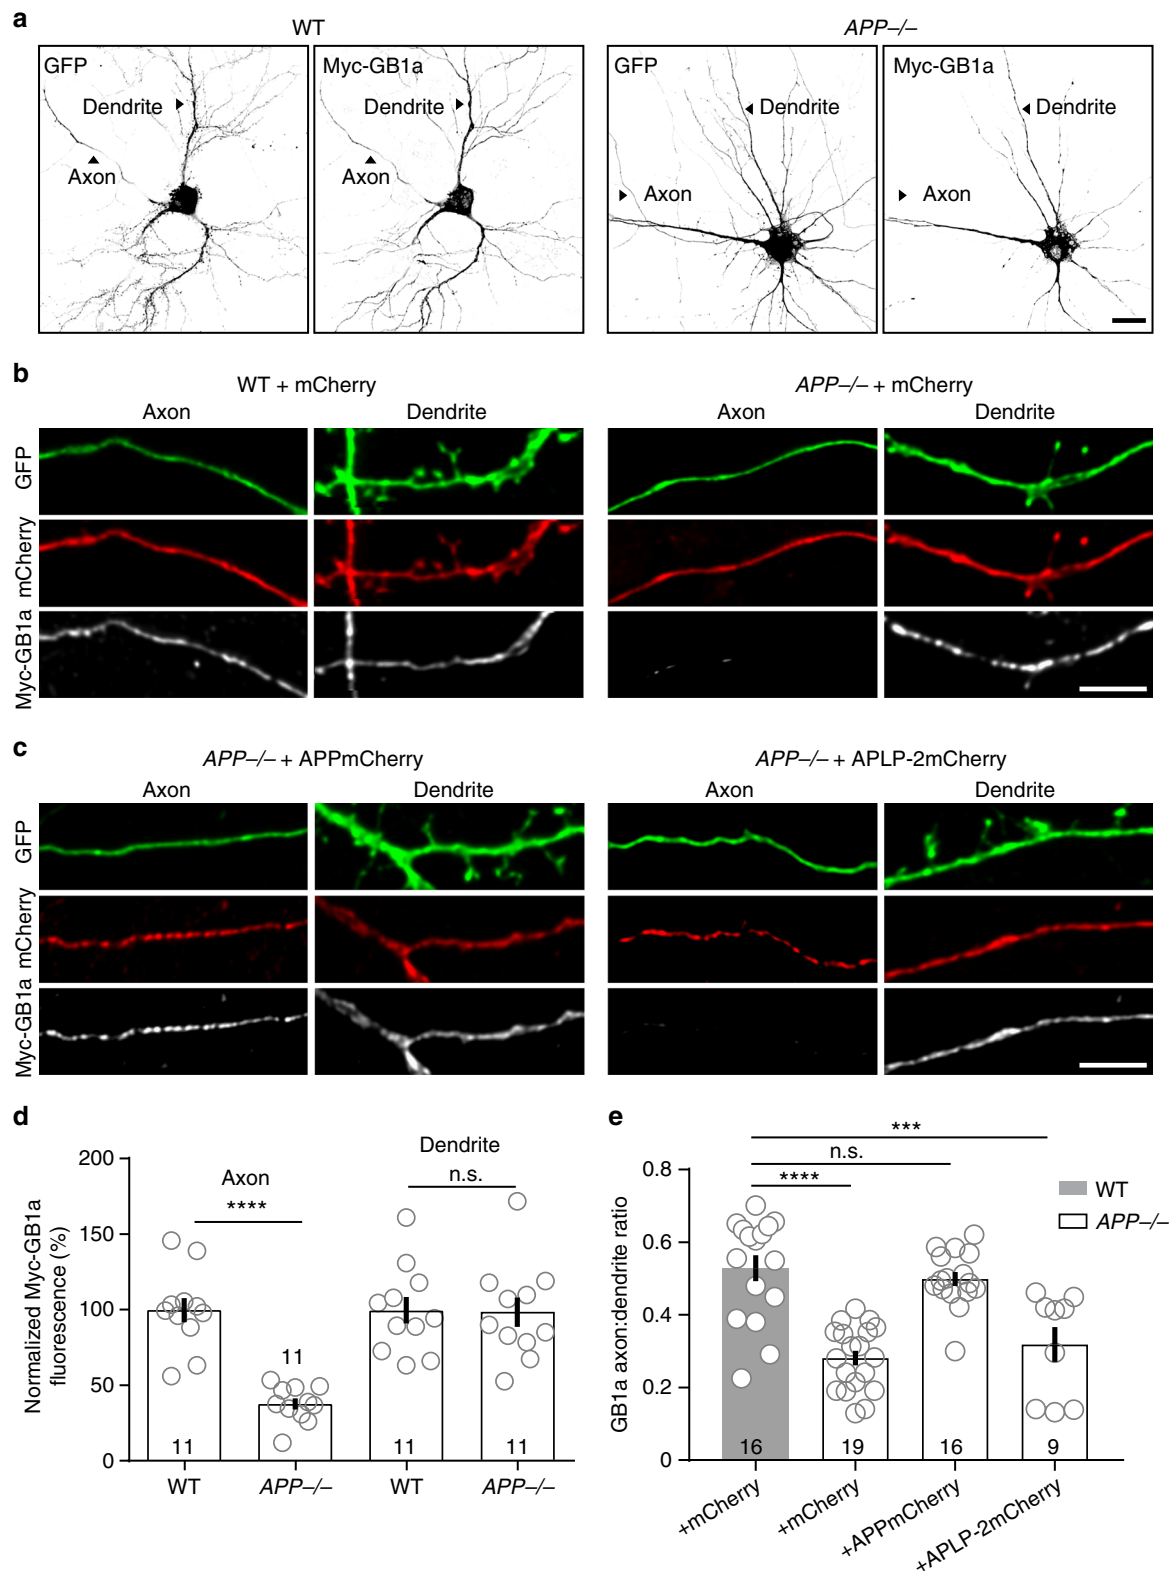 a
WT
APP–/–
GFP
Myc-GB1a
GFP
Myc-GB1a
Dendrite
Dendrite
Dendrite
Dendrite
Axon
Axon
Axon
Axon
b
WT + mCherry
APP–/– + mCherry
Axon
Dendrite
Axon
Dendrite
GFP
mCherry
Myc-GB1a
c
APP–/– + APPmCherry
APP–/– + APLP-2mCherry
Axon
Dendrite
Axon
Dendrite
GFP
mCherry
Myc-GB1a
d
Normalized Myc-GB1a
fluorescence (%)
200
150
100
50
0
Axon
****
Dendrite
n.s.
11
11
11
11
WT
APP–/–
WT
APP–/–
e
GB1a axon:dendrite ratio
0.8
0.6
0.4
0.2
0
***
n.s.
****
WT
APP–/–
16
19
16
9
+mCherry
+mCherry
+APPmCherry
+APLP-2mCherry